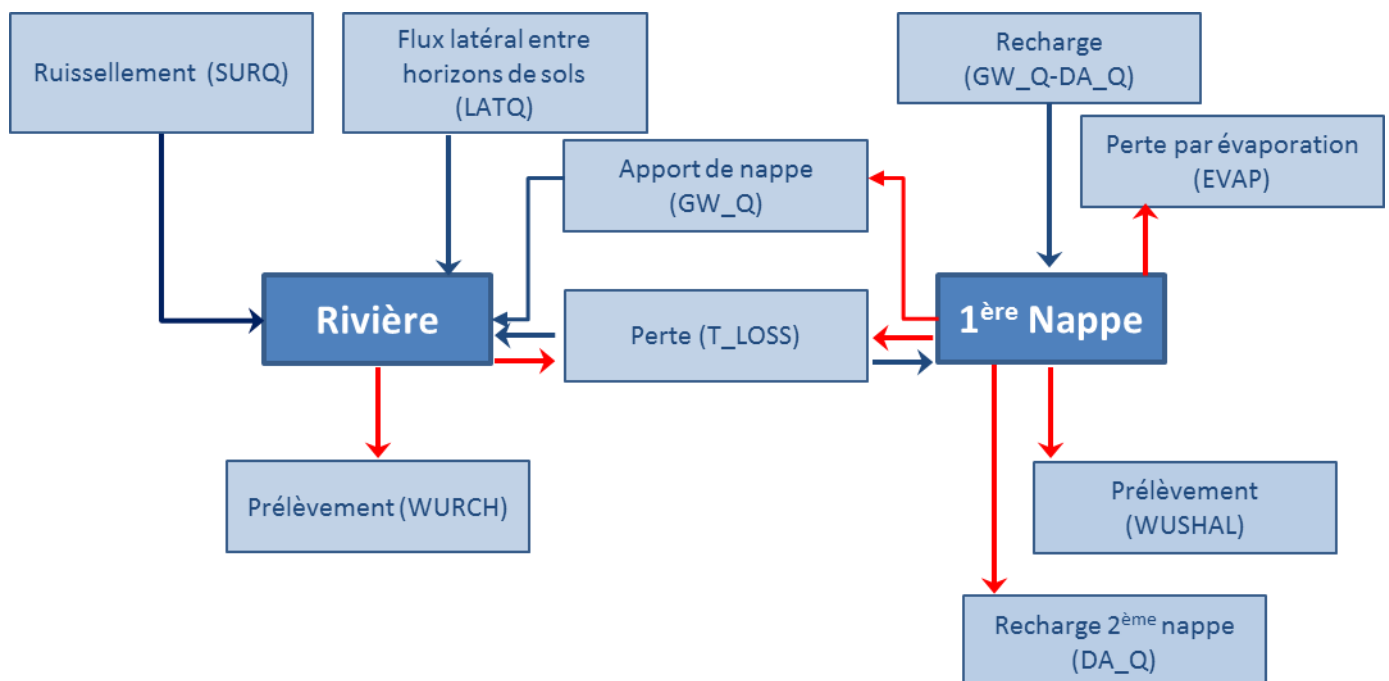 Ruissellement (SURQ)
Flux latéral entre
horizons de sols
(LATQ)
Recharge
(GW_Q-DA_Q)
Perte par évaporation
(EVAP)
Apport de nappe
(GW_Q)
Rivière
Perte (T_LOSS)
1ère Nappe
Prélèvement (WURCH)
Prélèvement
(WUSHAL)
Recharge 2ème nappe
(DA_Q)